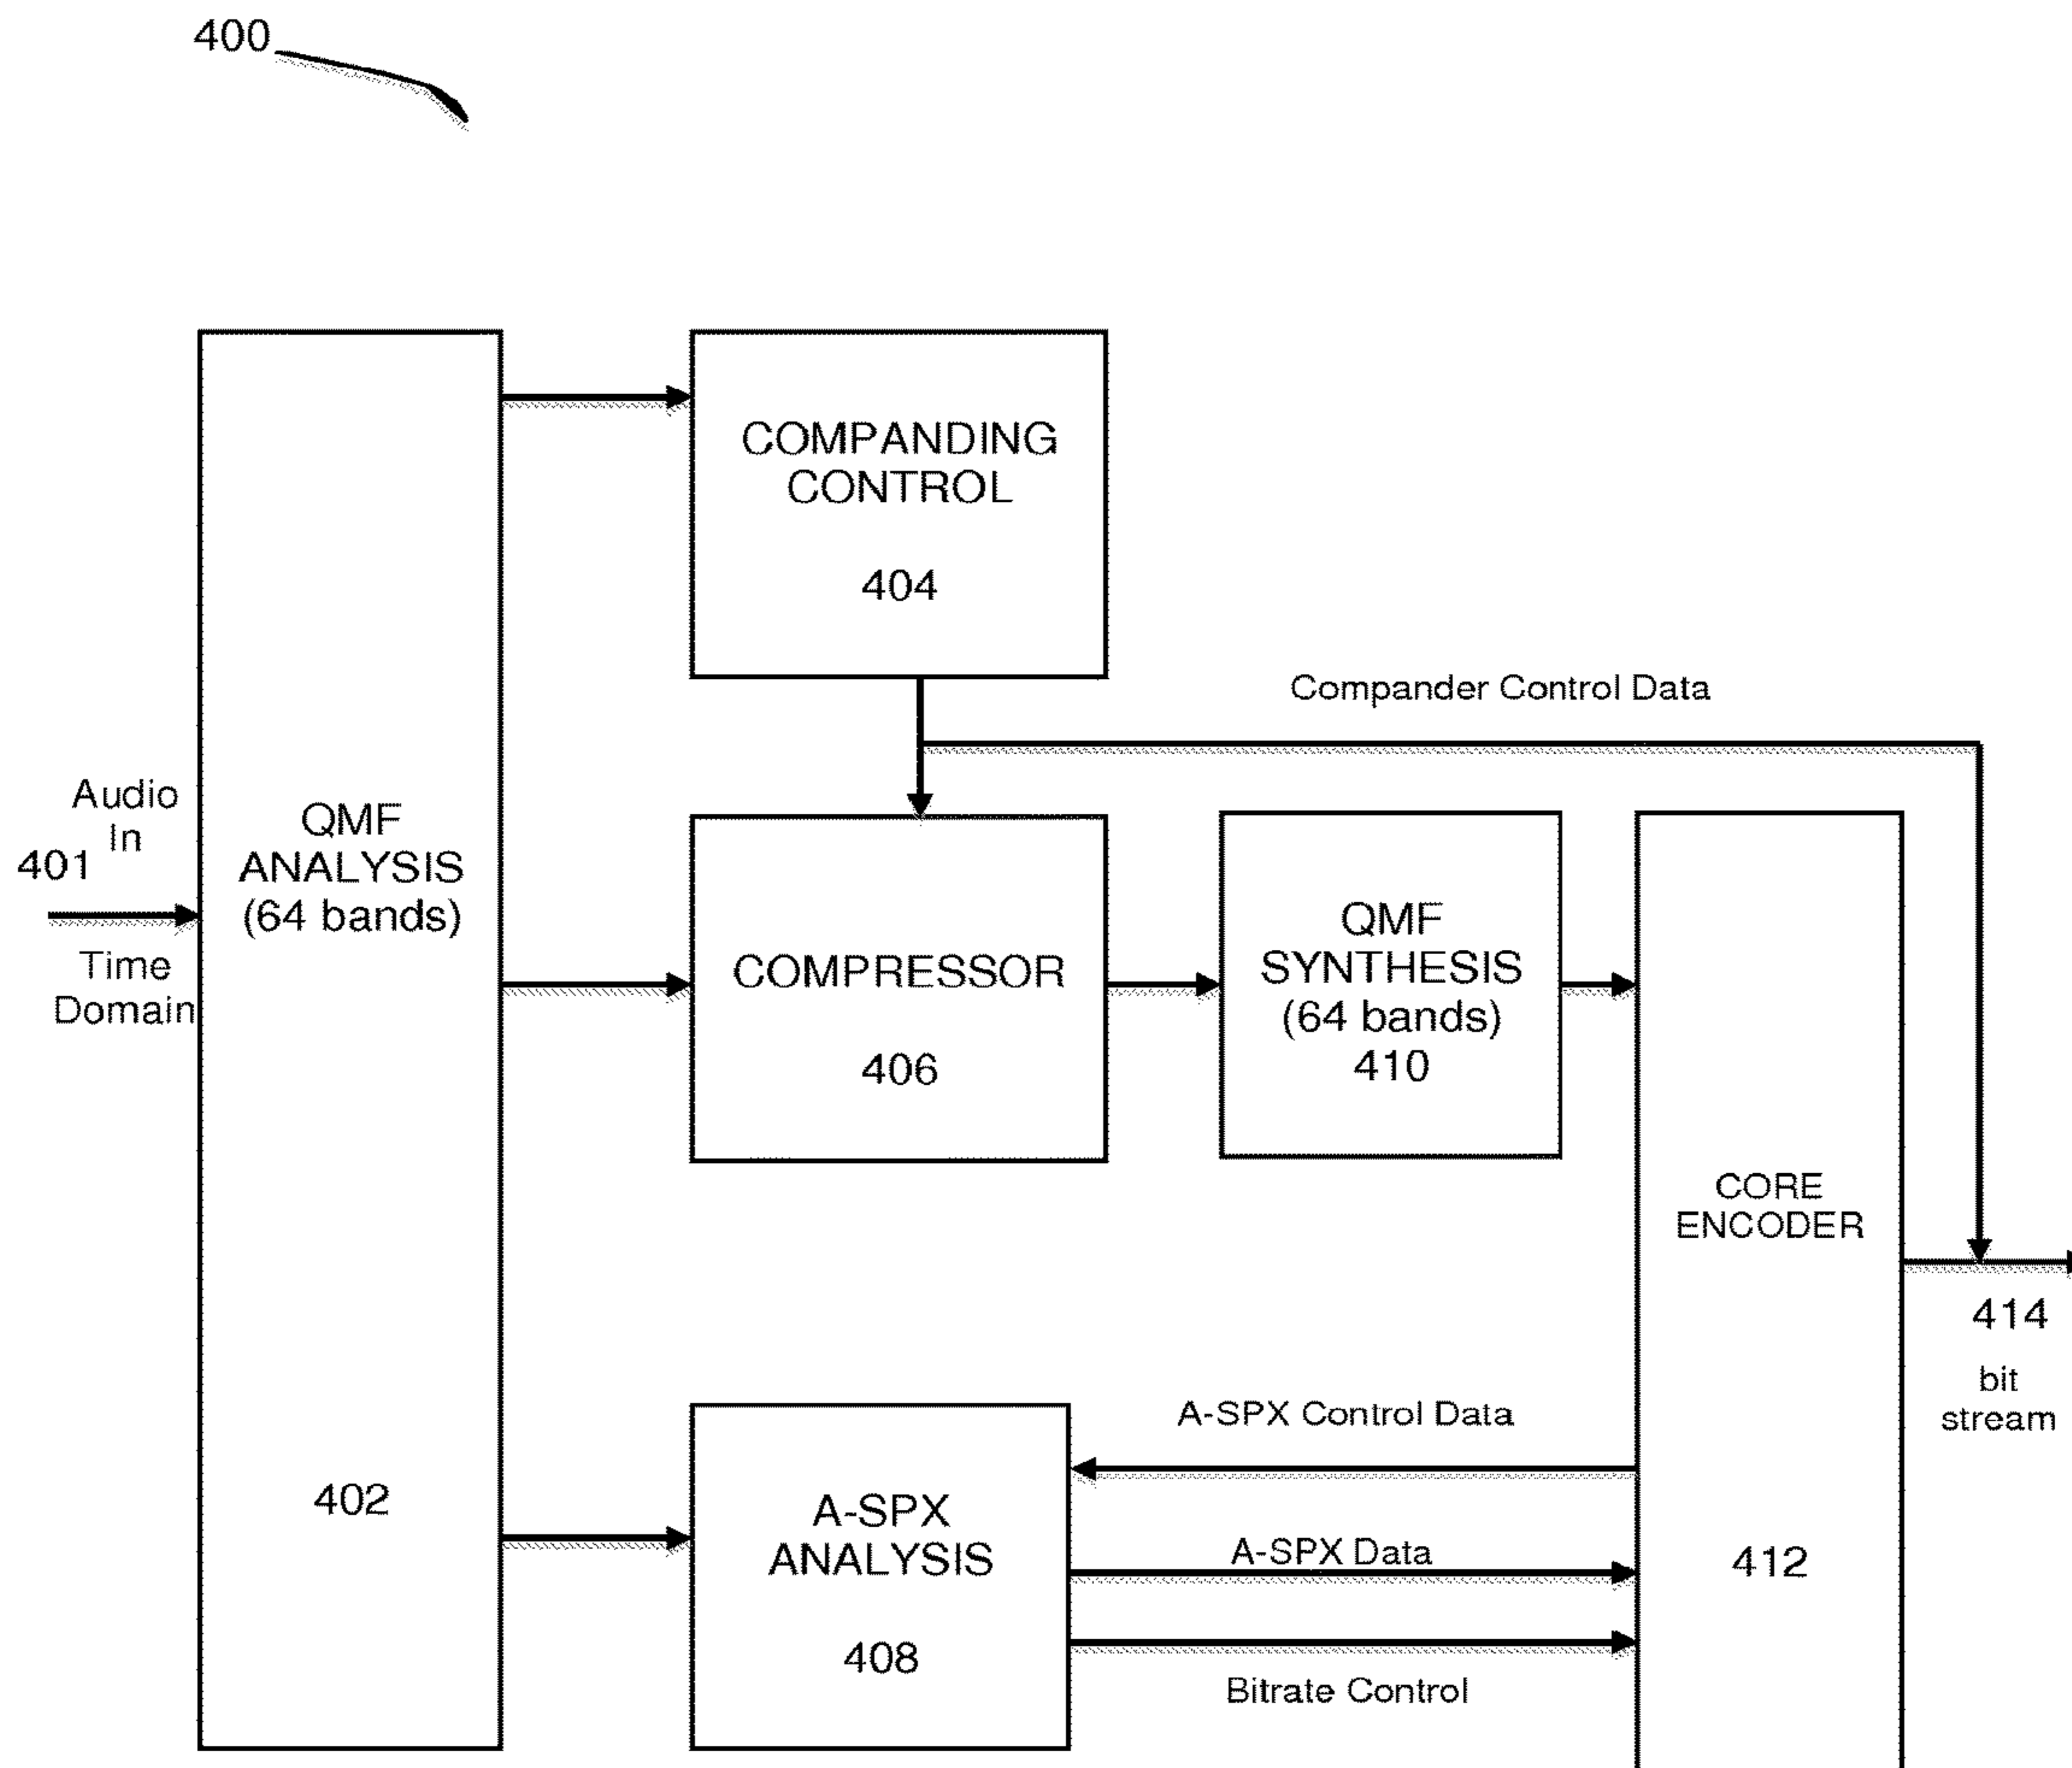 400
COMPANDING
CONTROL
404
Compander Control Data
Audio
In
401
Time
Domain
QMF
ANALYSIS
(64 bands)
402
COMPRESSOR
406
QMF
SYNTHESIS
(64 bands)
410
CORE
ENCODER
412
414
bit
stream
A-SPX Control Data
A-SPX
ANALYSIS
408
A-SPX Data
Bitrate Control